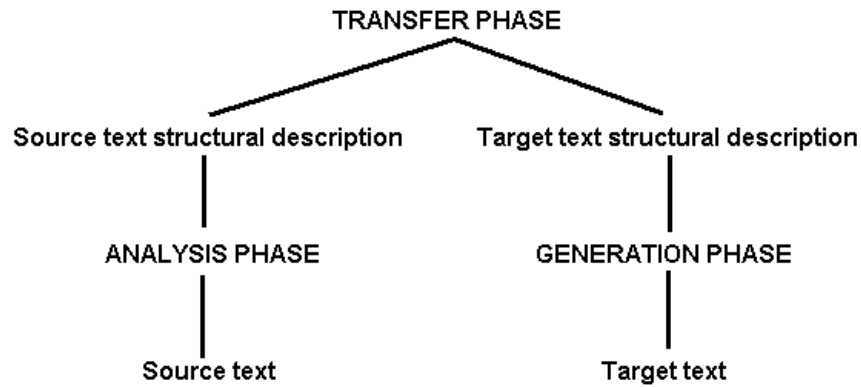 TRANSFER PHASE
Source text structural description
Target text structural description
ANALYSIS PHASE
GENERATION PHASE
Source text
Target text